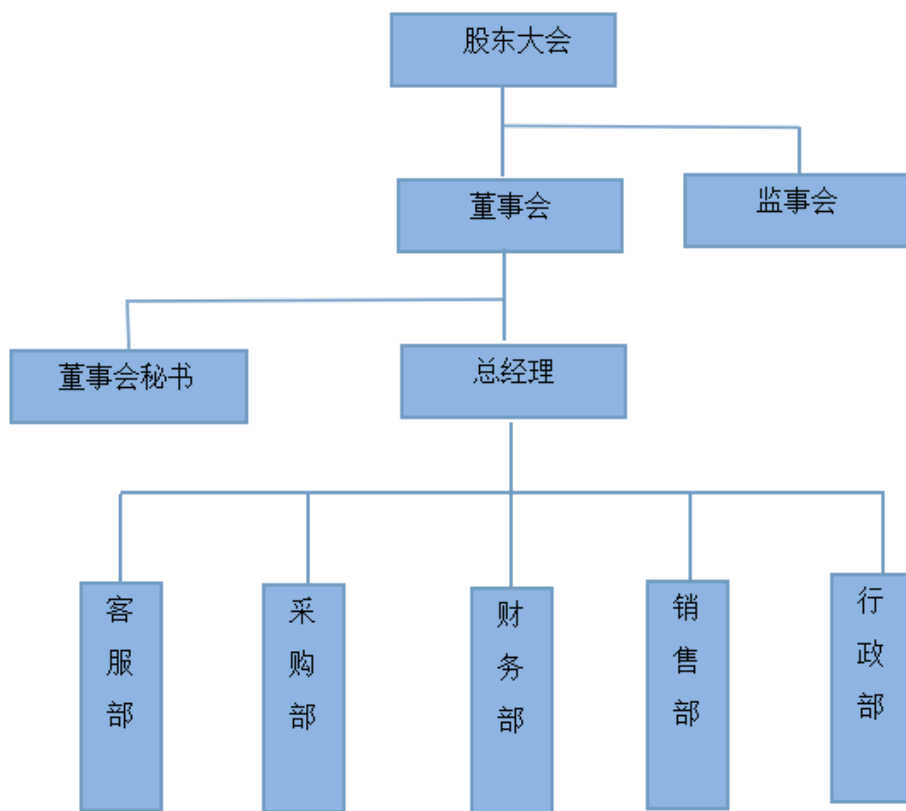 股东大会
董事会
监事会
董事会秘书
总经理
客服部
采购部
财务部
销售部
行政部